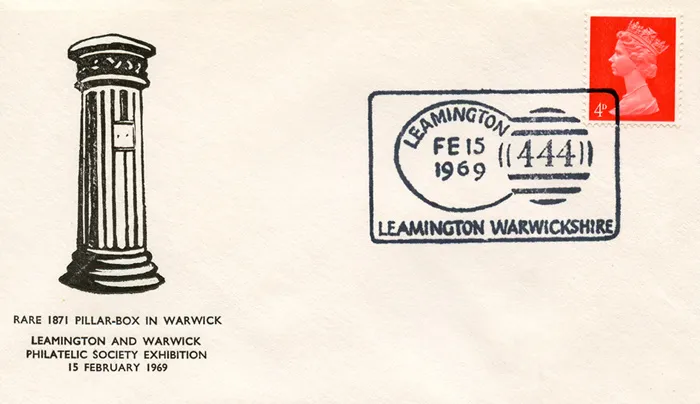 4D
LEAMINGTON
FE 15
1969
444
LEAMINGTON WARWICKSHIRE
RARE 1871 PILLAR-BOX IN WARWICK
LEAMINGTON AND WARWICK
PHILATELIC SOCIETY EXHIBITION
15 FEBRUARY 1969